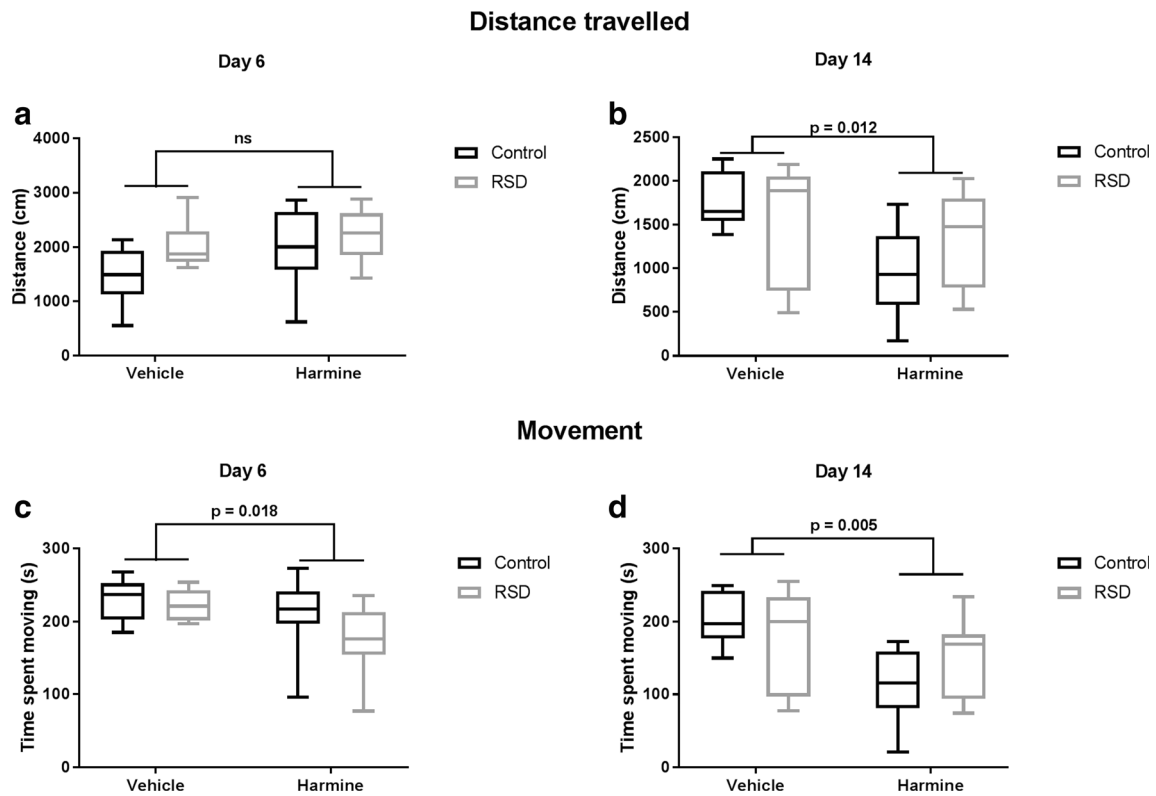 Distance travelled
Day 6
Day 14
a
b
ns
p = 0.012
4000
3000
2000
1000
0
Distance (cm)
Vehicle
Harmine
Control
RSD
2500
2000
1500
1000
500
0
Distance (cm)
Vehicle
Harmine
Control
RSD
Movement
Day 6
Day 14
c
d
p = 0.018
p = 0.005
300
200
100
0
Time spent moving (s)
Vehicle
Harmine
Control
RSD
300
200
100
0
Time spent moving (s)
Vehicle
Harmine
Control
RSD